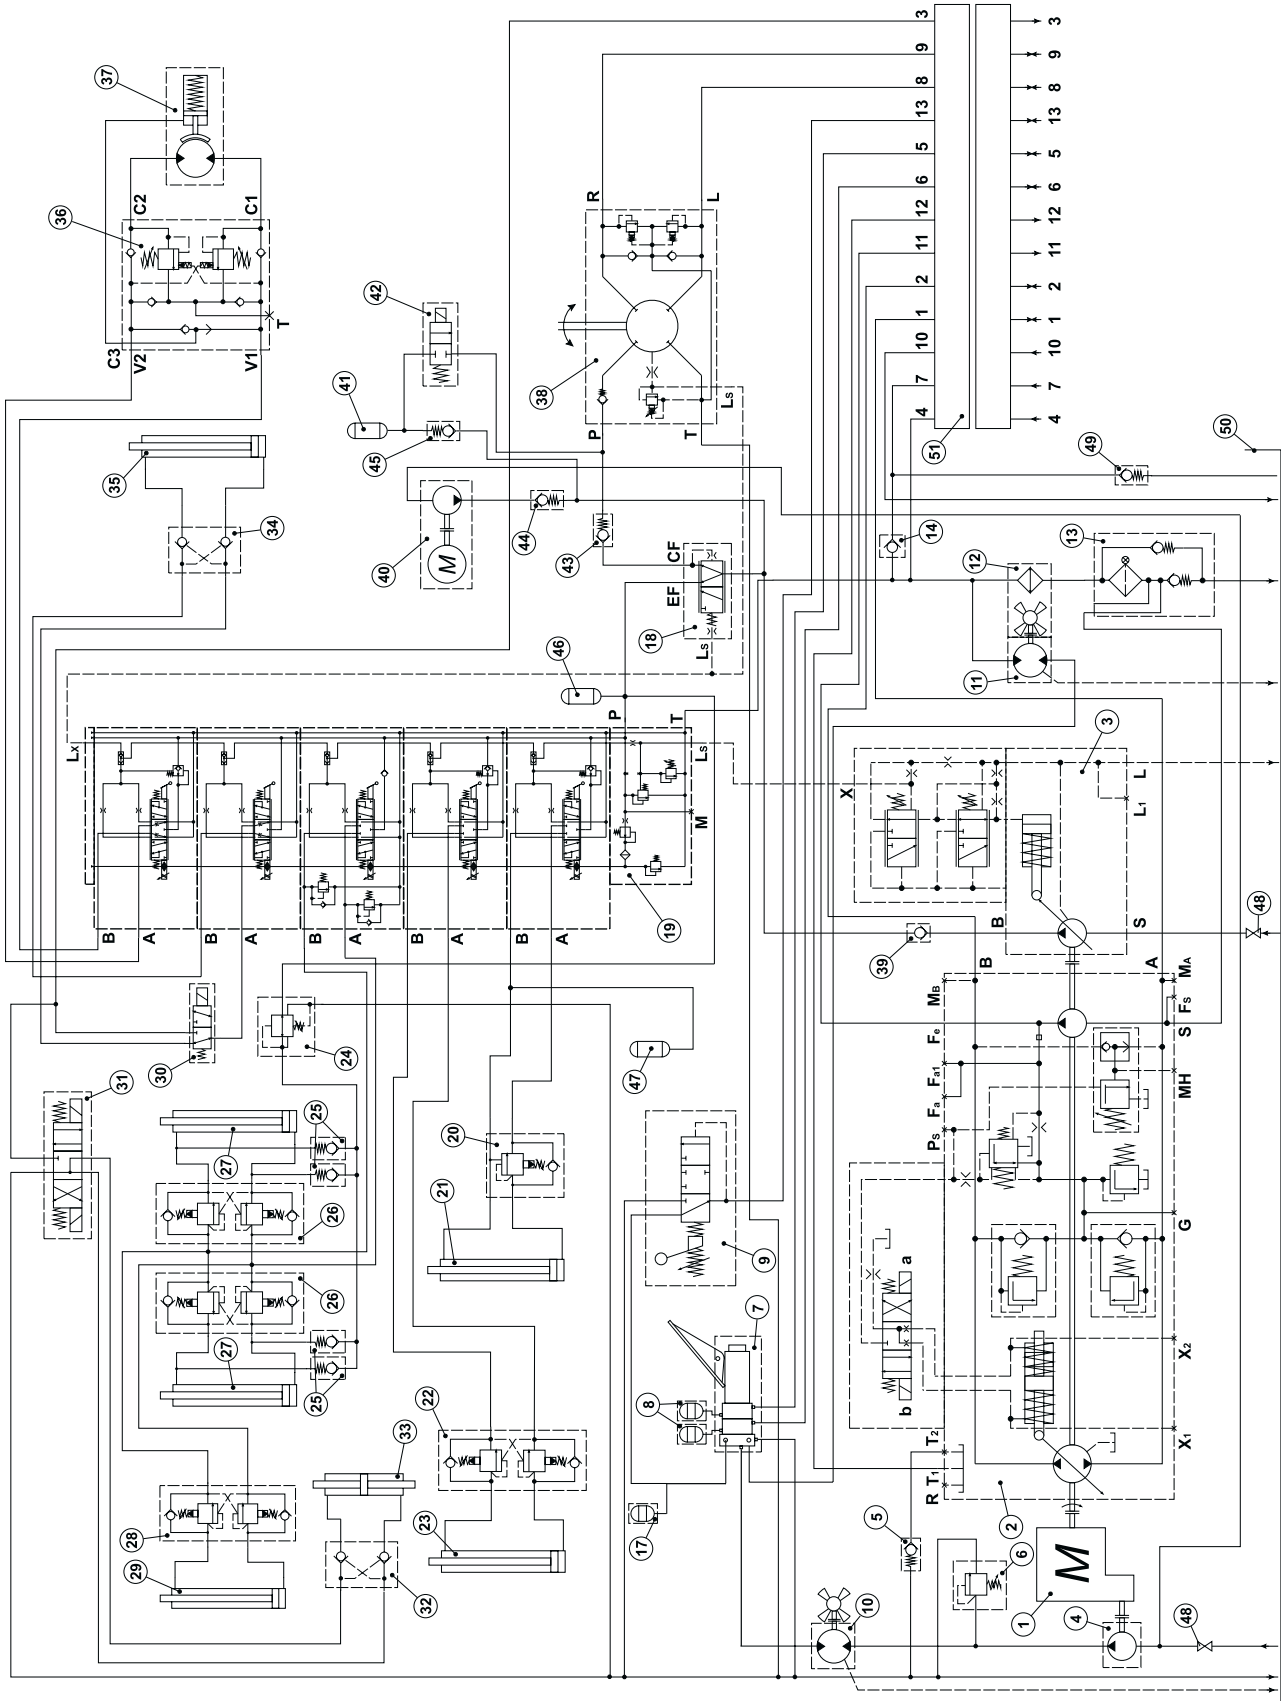 3
9
8
13
5
6
12
11
2
1
10
7
4
3
9
8
13
5
6
12
11
2
1
10
7
4
51
50
49
37
36
C2
C1
C3
V2
V1
T
35
34
42
41
45
38
R
L
P
T
Ls
40
M
44
43
CF
EF
18
Ls
14
13
12
11
46
P
T
Lx
Ls
M
19
B
A
B
A
B
A
B
A
B
A
3
X
L
L1
B
S
48
39
31
30
24
47
25
27
26
20
21
26
27
25
9
7
8
17
22
23
33
28
29
32
MB
B
A
MA
Fs
S
Fe
Fa1
Fa
Ps
MH
G
a
b
X2
X1
T2
T1
R
2
5
6
M
1
10
4
48